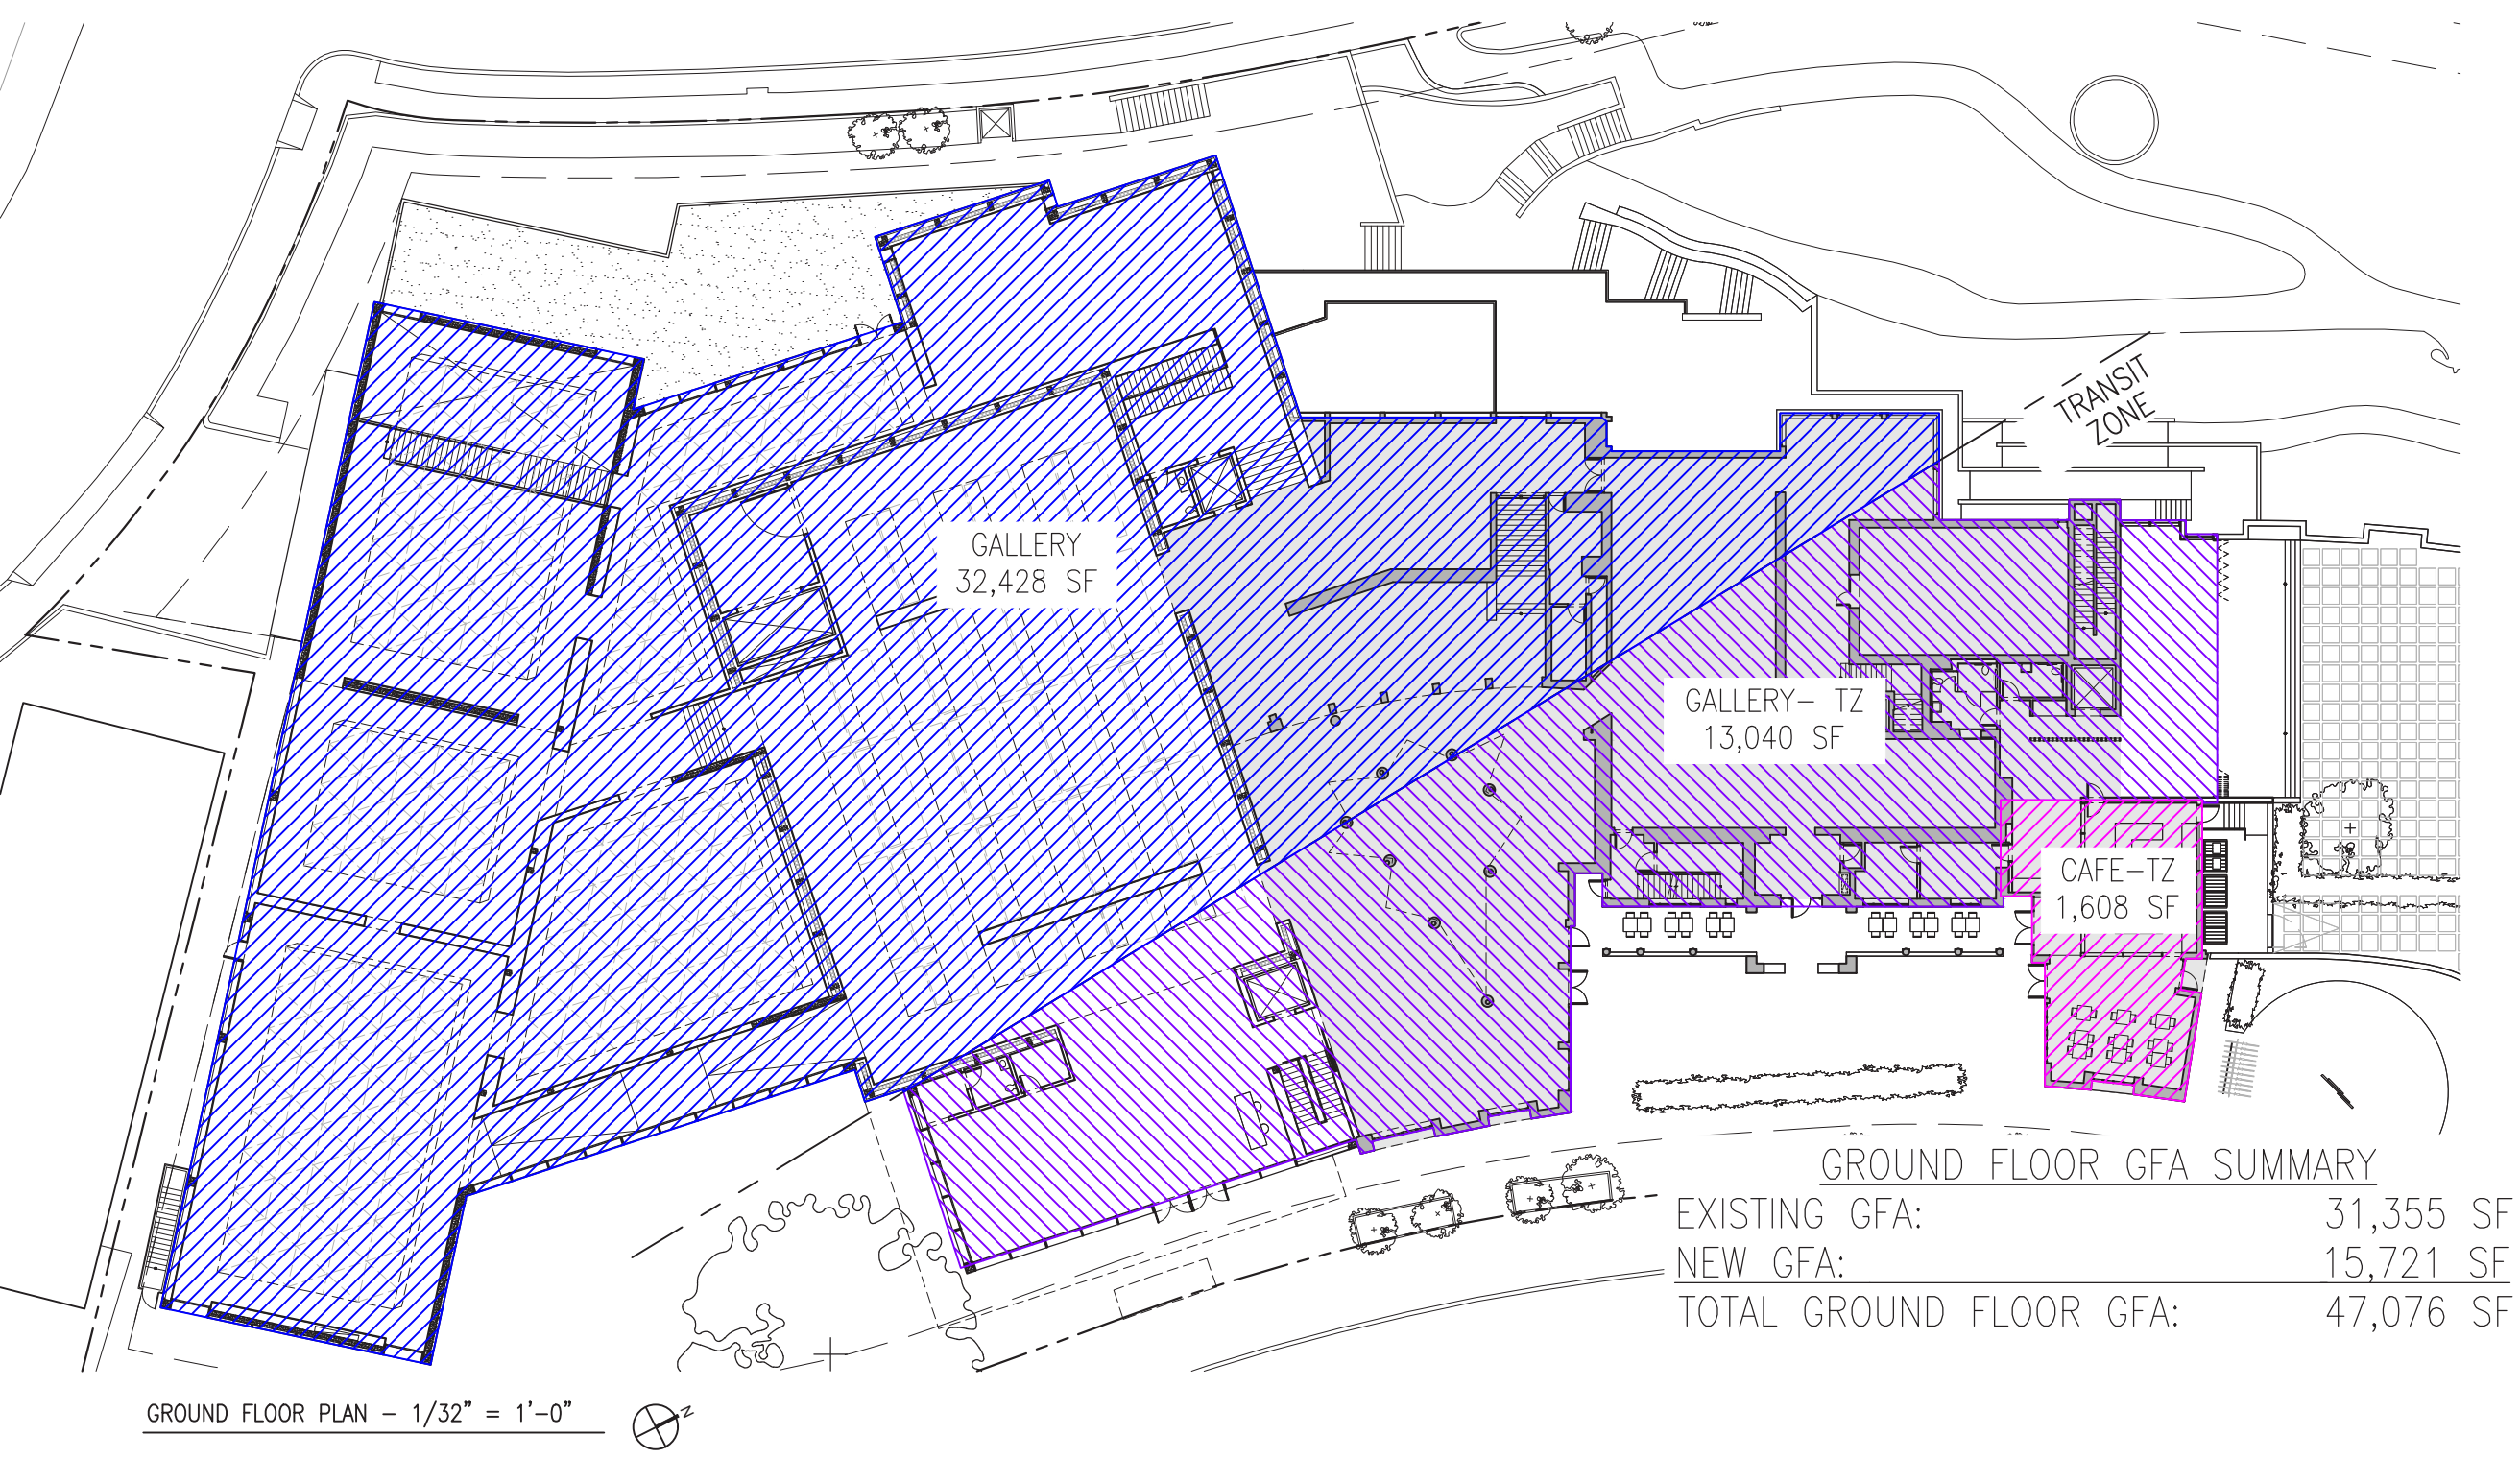 TRANSIT
ZONE
GALLERY
32,428 SF
GALLERY- TZ
13,040 SF
CAFE-TZ
1,608 SF
GROUND FLOOR GFA SUMMARY
EXISTING GFA: 31,355 SF
NEW GFA: 15,721 SF
TOTAL GROUND FLOOR GFA: 47,076 SF
GROUND FLOOR PLAN - 1/32" = 1'-0"
N